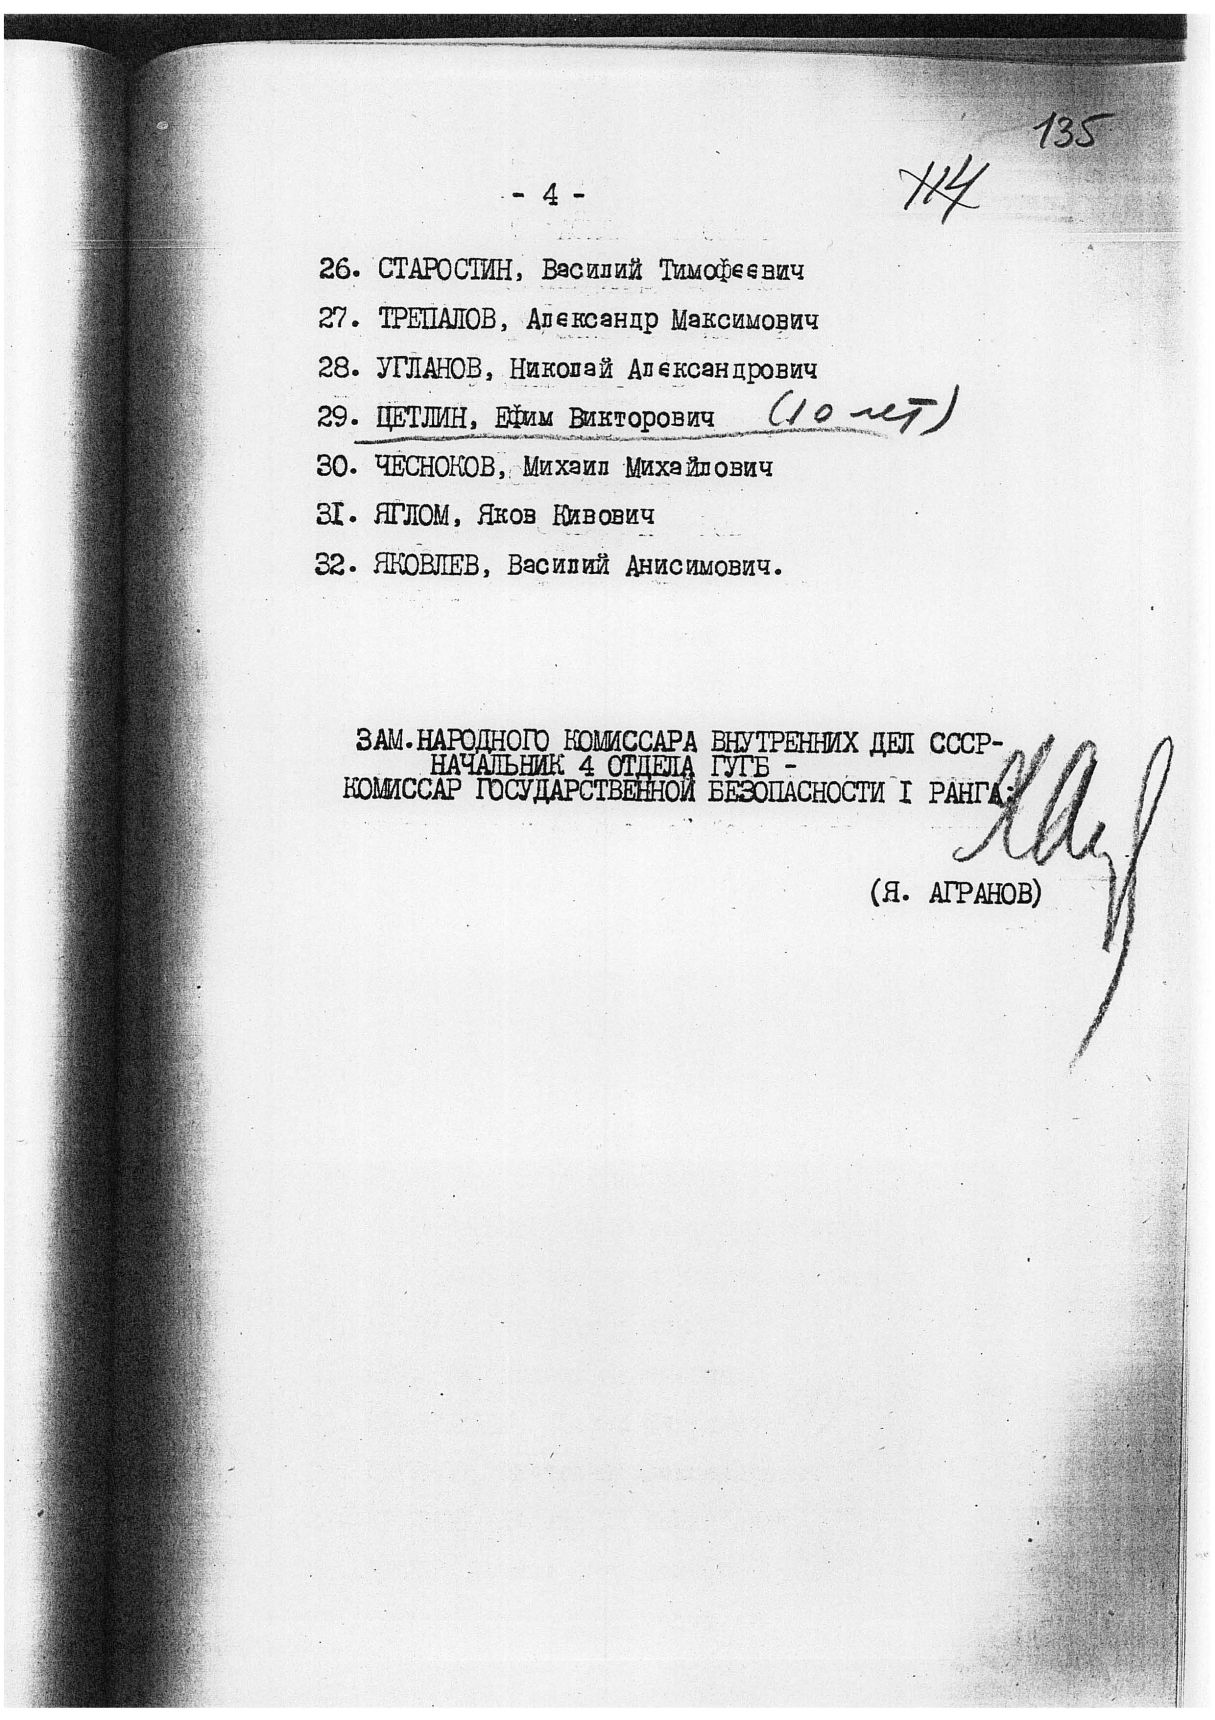 135
114
- 4 -
26. СТАРОСТИН, Василий Тимофеевич
27. ТРЕПАЛОВ, Александр Максимович
28. УГЛАНОВ, Николай Александрович
29. ЦЕТЛИН, Ефим Викторович (10 лет)
30. ЧЕСНОКОВ, Михаил Михайлович
31. ЯГЛОМ, Яков Кивович
32. ЯКОВЛЕВ, Василий Анисимович.
ЗАМ.НАРОДНОГО КОМИССАРА ВНУТРЕННИХ ДЕЛ СССР-
НАЧАЛЬНИК 4 ОТДЕЛА ГУГБ -
КОМИССАР ГОСУДАРСТВЕННОЙ БЕЗОПАСНОСТИ I РАНГА:
(Я. АГРАНОВ)